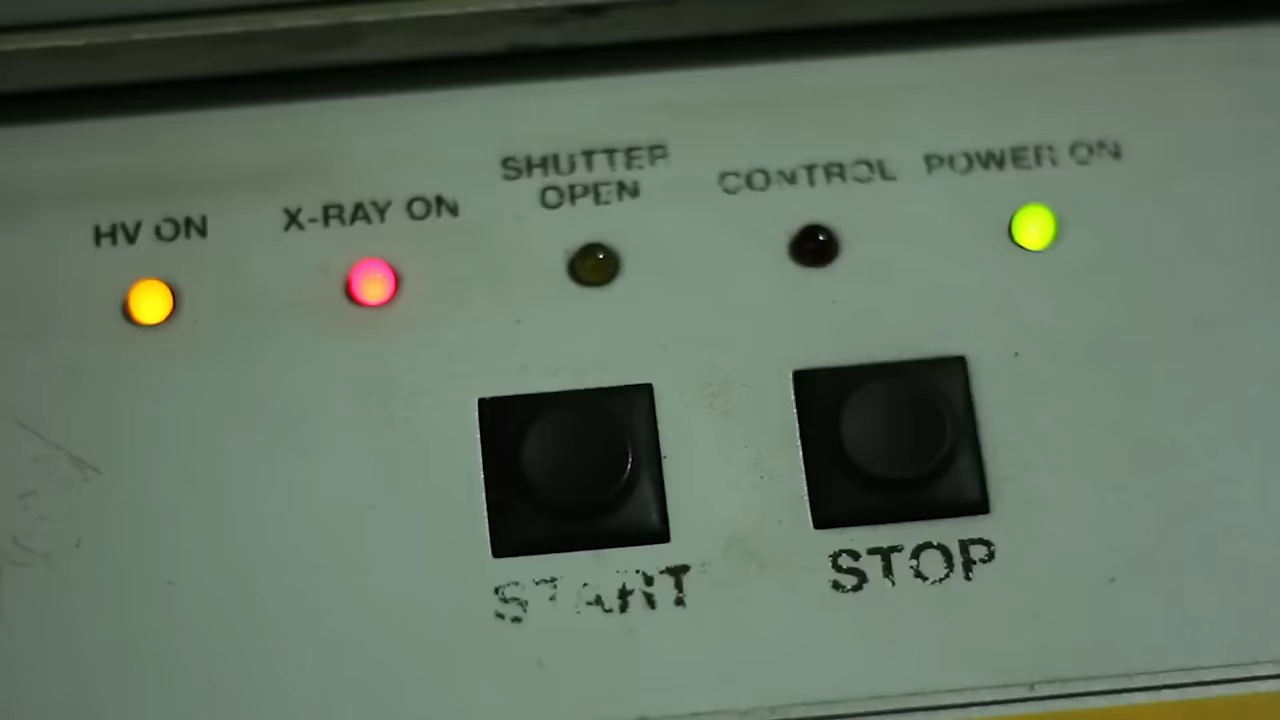 HV ON
X-RAY ON
SHUTTER
OPEN
CONTROL
POWER ON
START
STOP